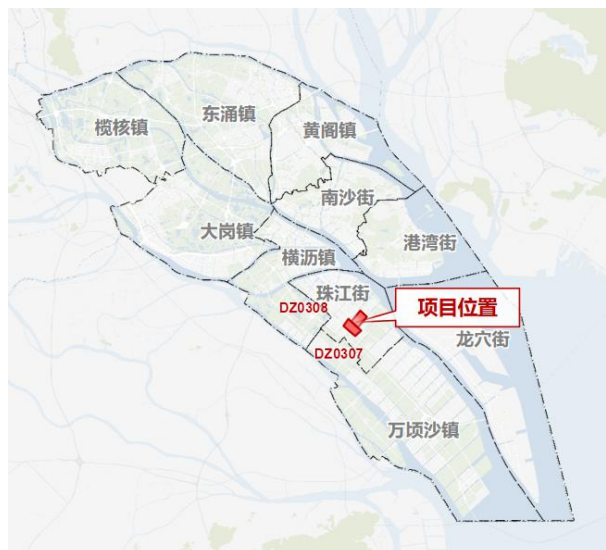 东涌镇
榄核镇
黄阁镇
南沙街
大岗镇
港湾街
横沥镇
珠江街
DZ0308
项目位置
龙穴街
DZ0307
万顷沙镇